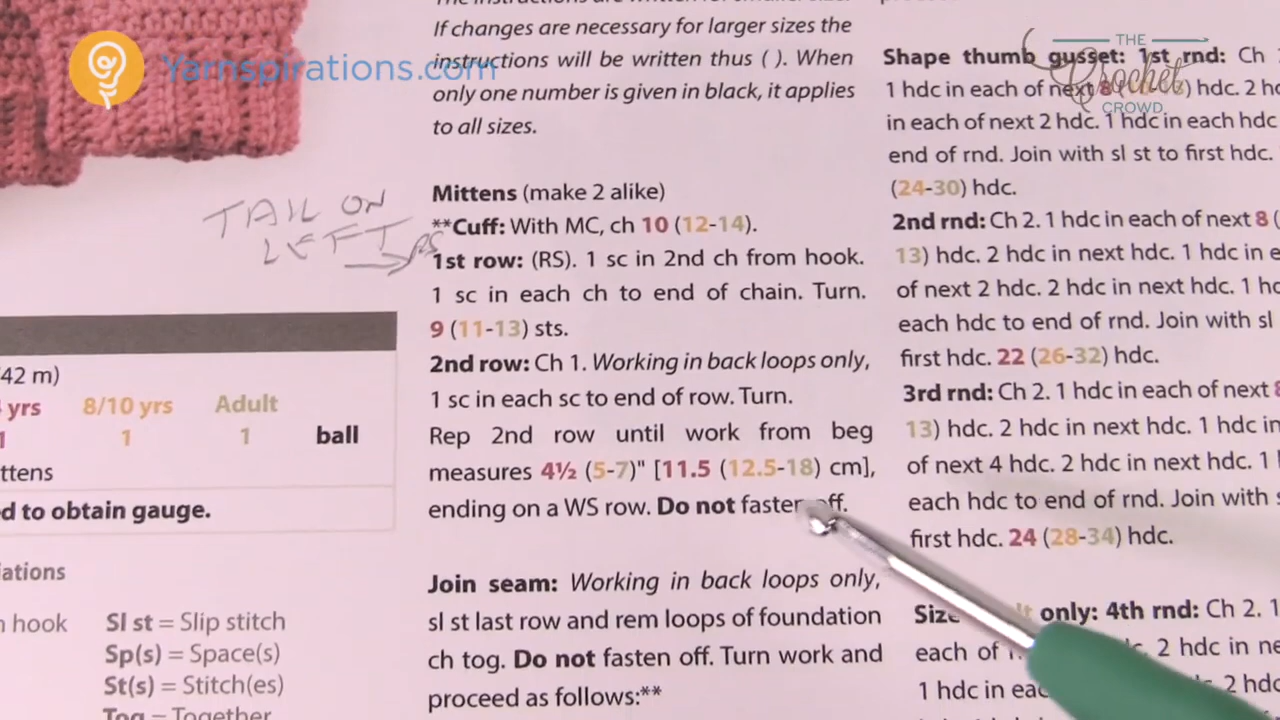 Yarnspirations.com
THE
Crochet
CROWD
If changes are necessary for larger sizes the
instructions will be written thus ( ). When
only one number is given in black, it applies
to all sizes.
TAIL ON
LEFT
RS
Mittens (make 2 alike)
**Cuff: With MC, ch 10 (12-14).
1st row: (RS). 1 sc in 2nd ch from hook.
1 sc in each ch to end of chain. Turn.
9 (11-13) sts.
2nd row: Ch 1. Working in back loops only,
1 sc in each sc to end of row. Turn.
Rep 2nd row until work from beg
measures 4½ (5-7)" [11.5 (12.5-18) cm],
ending on a WS row. Do not fasten off.
Join seam: Working in back loops only,
sl st last row and rem loops of foundation
ch tog. Do not fasten off. Turn work and
proceed as follows:**
42 m)
yrs 8/10 yrs Adult
1 1 1 ball
ttens
d to obtain gauge.
iations
hook
Sl st = Slip stitch
Sp(s) = Space(s)
St(s) = Stitch(es)
Tog = Together
Shape thumb gusset: 1st rnd: Ch
1 hdc in each of next 8 ) hdc. 2
in each of next 2 hdc. 1 hdc in each hdc
end of rnd. Join with sl st to first hdc.
(24-30) hdc.
2nd rnd: Ch 2. 1 hdc in each of next 8 (
13) hdc. 2 hdc in next hdc. 1 hdc in
of next 2 hdc. 2 hdc in next hdc. 1
each hdc to end of rnd. Join with sl
first hdc. 22 (26-32) hdc.
3rd rnd: Ch 2. 1 hdc in each of next
13) hdc. 2 hdc in next hdc. 1 hdc in
of next 4 hdc. 2 hdc in next hdc. 1
each hdc to end of rnd. Join with
first hdc. 24 (28-34) hdc.
only: 4th rnd: Ch 2. 1
each of 2 hdc in
1 hdc in